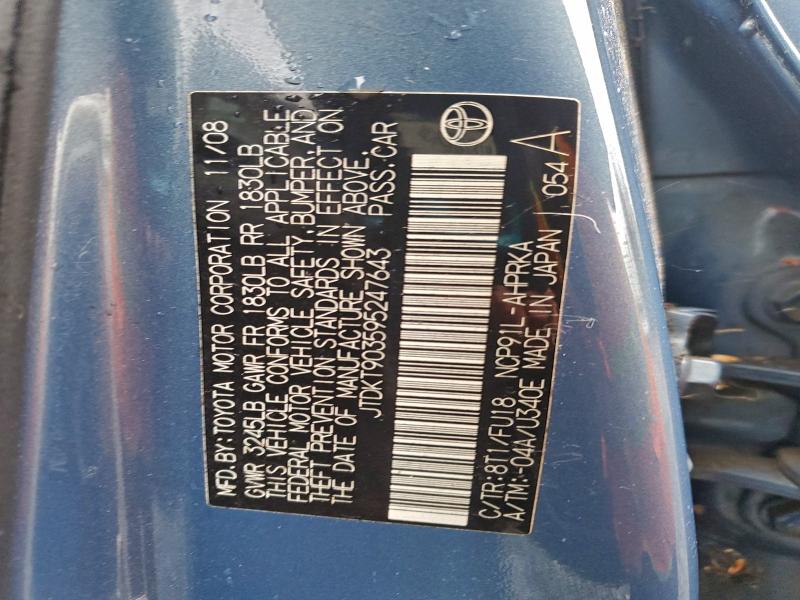 MFD. BY: TOYOTA MOTOR CORPORATION 11/08
GVWR 3245LB GAWR FR 1830LB RR 1830LB
THIS VEHICLE CONFORMS TO ALL APPLICABLE
FEDERAL MOTOR VEHICLE SAFETY, BUMPER, AND
THEFT PREVENTION STANDARDS IN EFFECT ON
THE DATE OF MANUFACTURE SHOWN ABOVE.
JTDKT903595247643 PASS. CAR
C/TR: 8T1/FU18 NCP91L-AHPRKA
A/TM: -04A/U340E MADE IN JAPAN 054 A